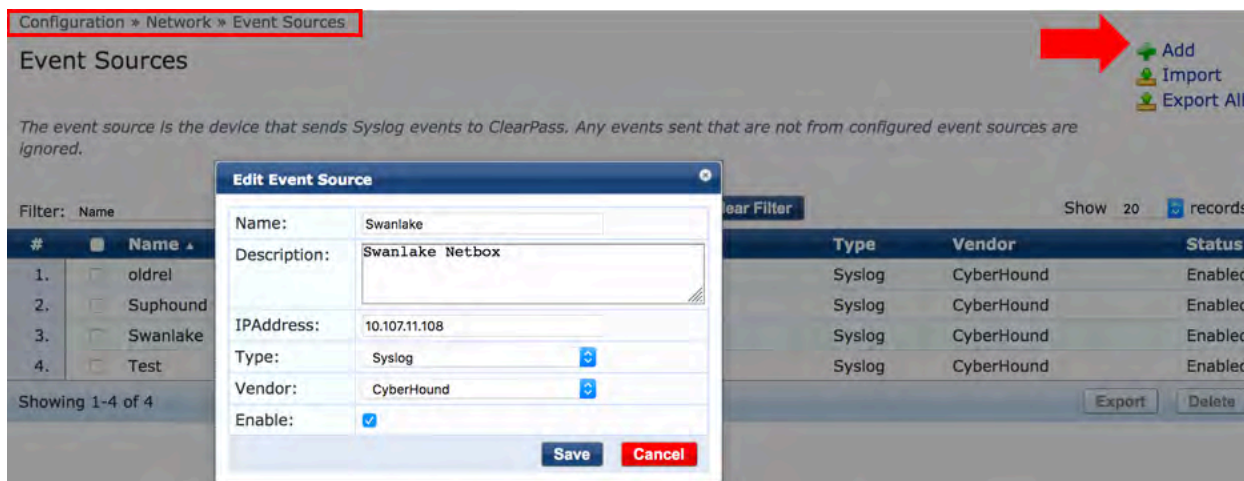 Configuration » Network » Event Sources
Event Sources
Add
Import
Export All
The event source is the device that sends Syslog events to ClearPass. Any events sent that are not from configured event sources are
ignored.
Edit Event Source
Filter: Name
lear Filter
Show 20 records
Name: Swanlake
Description: Swanlake Netbox
IPAddress: 10.107.11.108
Type: Syslog
Vendor: CyberHound
Enable:
Save Cancel
# Name Type Vendor Status
1. oldrel Syslog CyberHound Enabled
2. Suphound Syslog CyberHound Enabled
3. Swanlake Syslog CyberHound Enabled
4. Test Syslog CyberHound Enabled
Showing 1-4 of 4
Export Delete